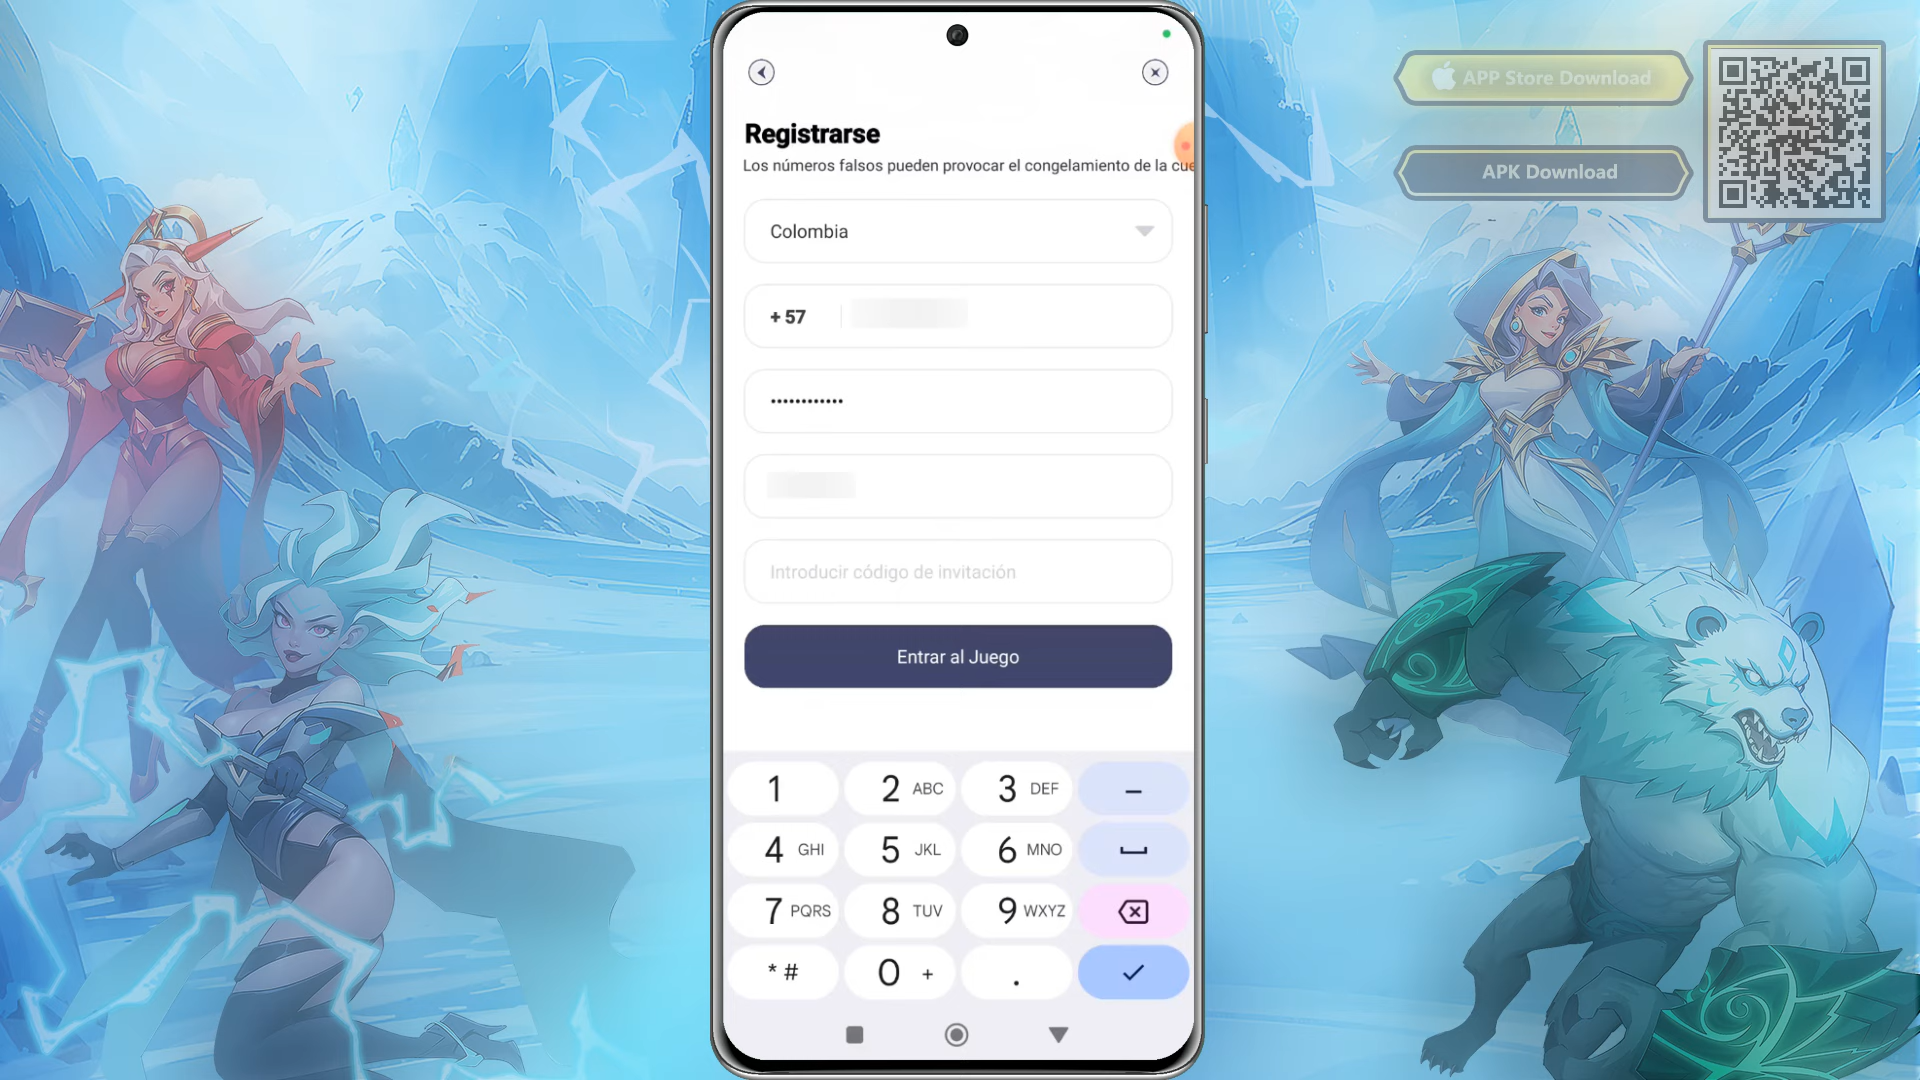 Registrarse
Los números falsos pueden provocar el congelamiento de la cue
Colombia
+ 57
••••••••••••
Introducir código de invitación
Entrar al Juego
1
2 ABC
3 DEF
–
4 GHI
5 JKL
6 MNO
7 PQRS
8 TUV
9 WXYZ
* #
0 +
.
APP Store Download
APK Download